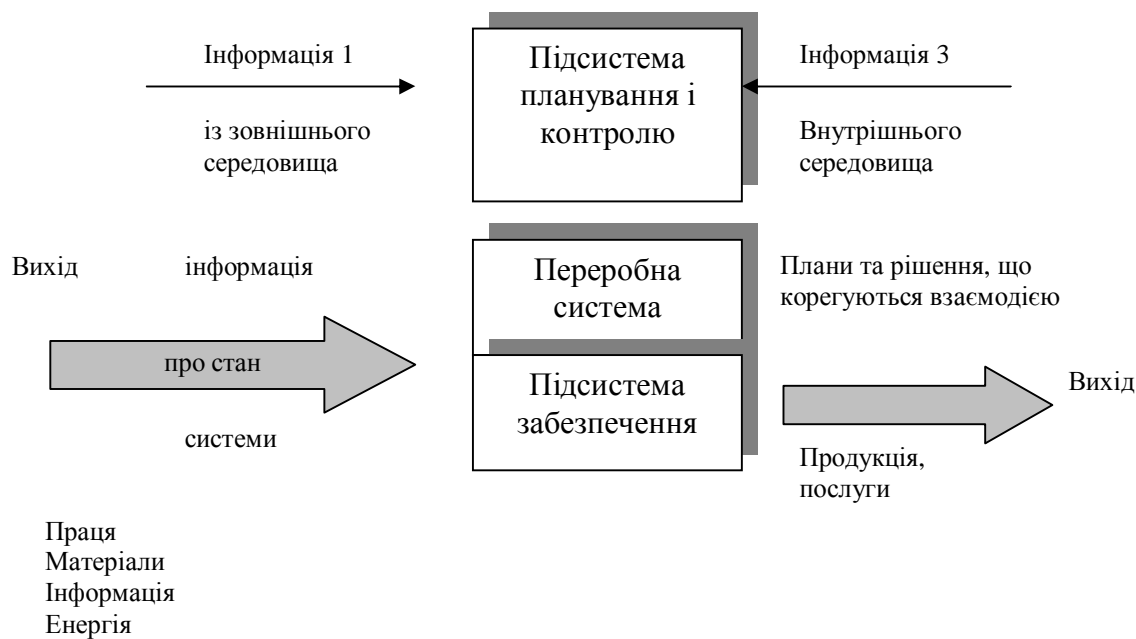 Інформація 1
із зовнішнього
середовища
Підсистема
планування і
контролю
Інформація 3
Внутрішнього
середовища
Вихід
інформація
про стан
системи
Переробна
система
Підсистема
забезпечення
Плани та рішення, що
корегуються взаємодією
Вихід
Продукція,
послуги
Праця
Матеріали
Інформація
Енергія